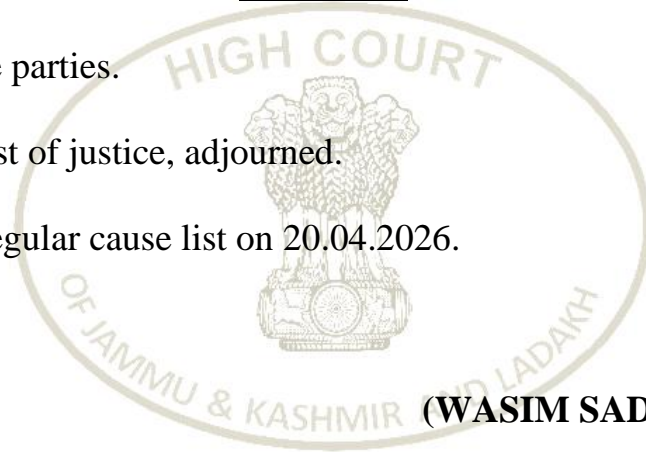 HIGH COURT
e parties.
st of justice, adjourned.
egular cause list on 20.04.2026.
OF JAMMU & KASHMIR AND LADAKH
(WASIM SAD